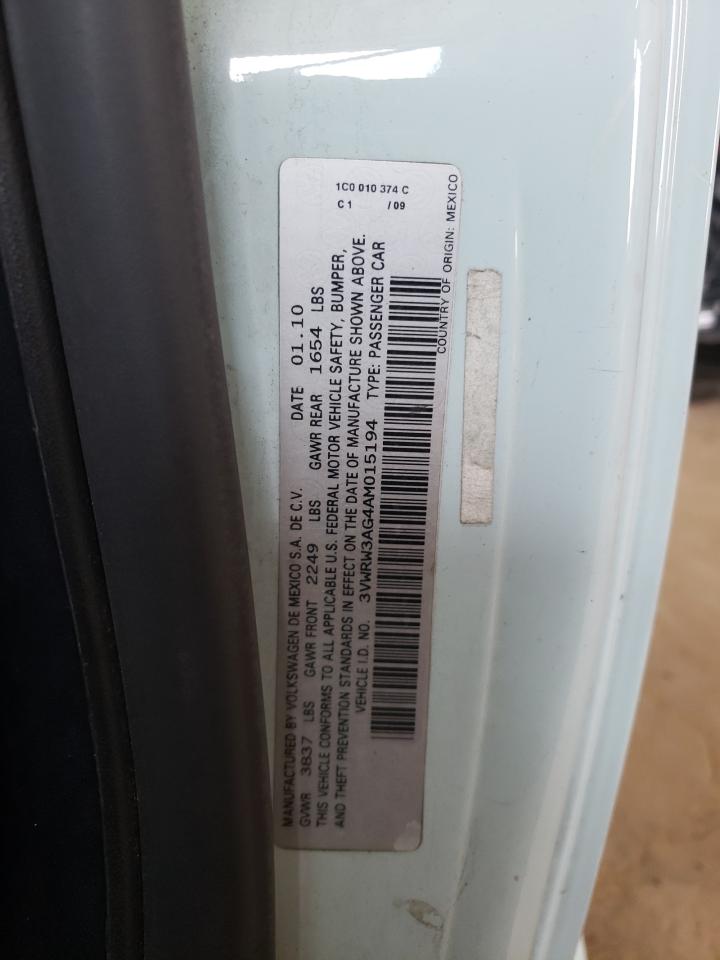 MANUFACTURED BY VOLKSWAGEN DE MEXICO S.A. DE C.V. DATE 01.10
GVWR 3837 LBS GAWR FRONT 2249 LBS GAWR REAR 1654 LBS
THIS VEHICLE CONFORMS TO ALL APPLICABLE U.S. FEDERAL MOTOR VEHICLE SAFETY, BUMPER,
AND THEFT PREVENTION STANDARDS IN EFFECT ON THE DATE OF MANUFACTURE SHOWN ABOVE.
VEHICLE I.D. NO. 3VWRW3AG4AM015194 TYPE: PASSENGER CAR
COUNTRY OF ORIGIN: MEXICO
1C0 010 374 C
C1 /09